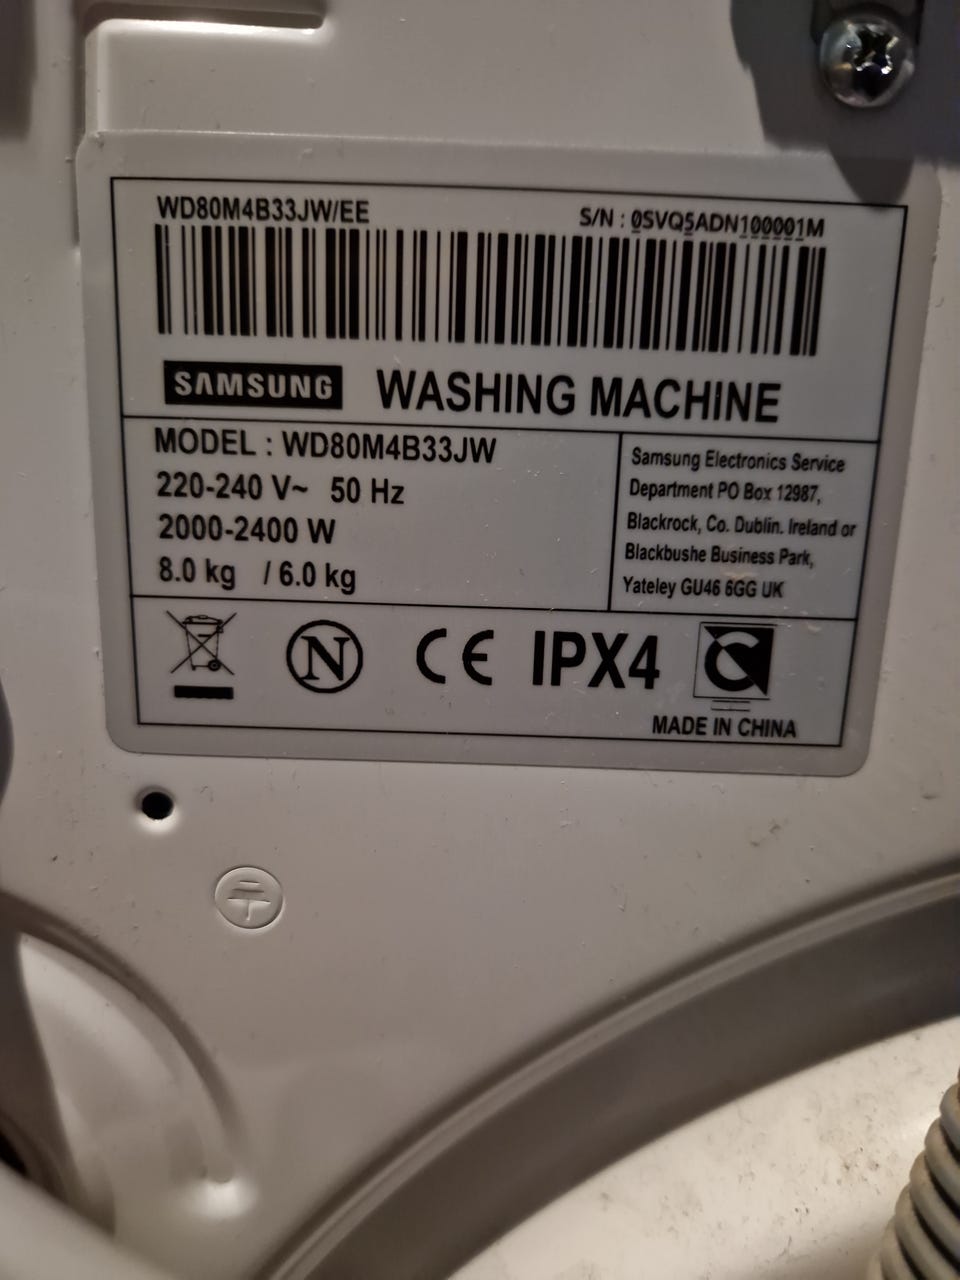 WD80M4B33JW/EE
S/N : 0SVQ5ADN100001M
SAMSUNG WASHING MACHINE
MODEL : WD80M4B33JW
220-240 V~ 50 Hz
2000-2400 W
8.0 kg / 6.0 kg
Samsung Electronics Service
Department PO Box 12987,
Blackrock, Co. Dublin. Ireland or
Blackbushe Business Park,
Yateley GU46 6GG UK
N CE IPX4
MADE IN CHINA